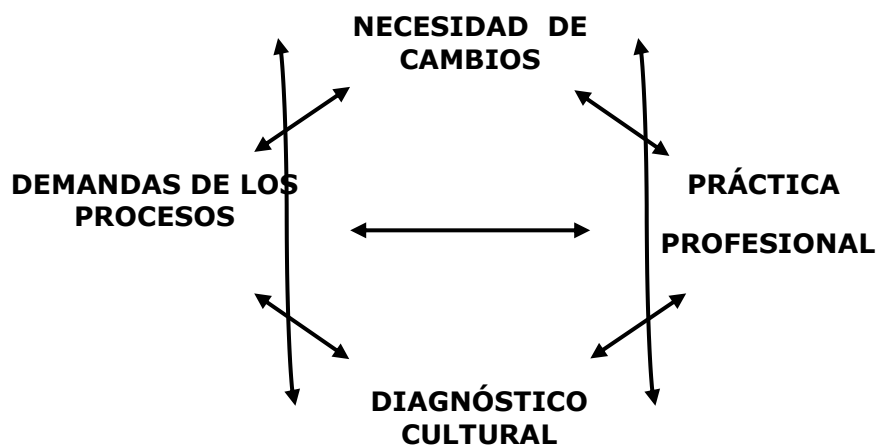 NECESIDAD DE
CAMBIOS
DEMANDAS DE LOS
PROCESOS
PRÁCTICA
PROFESIONAL
DIAGNÓSTICO
CULTURAL